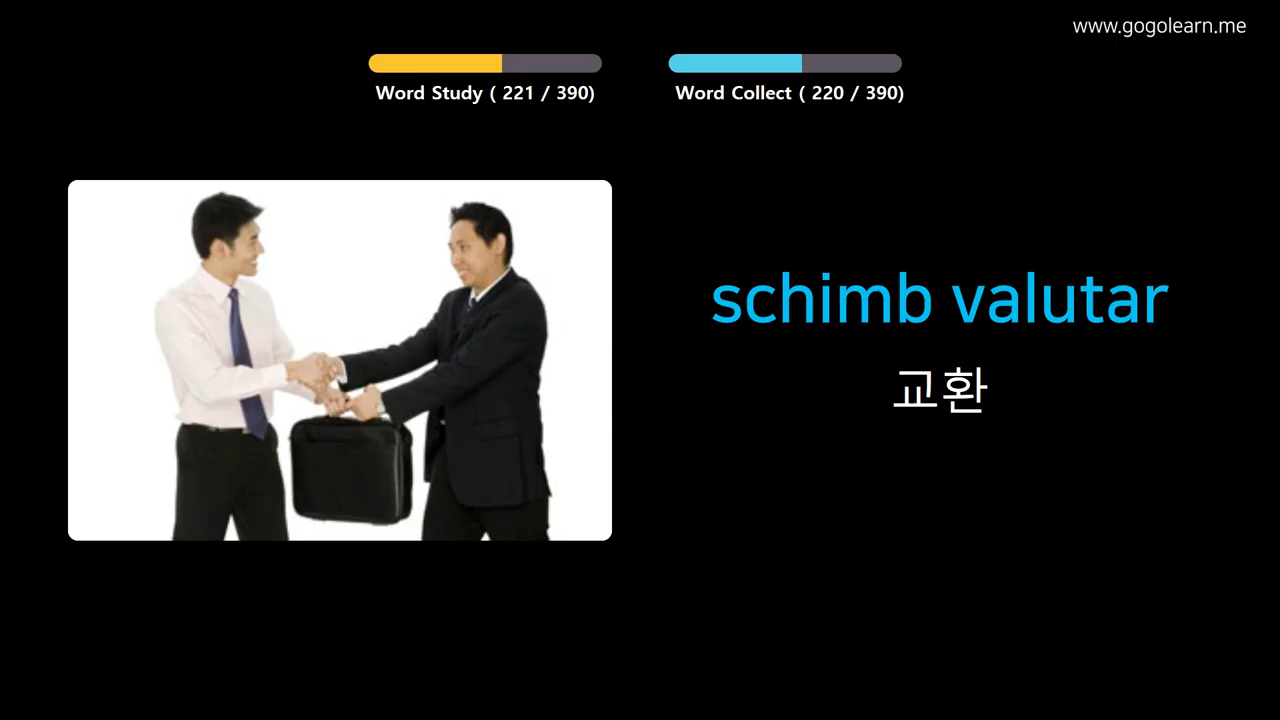 www.gogolearn.me
Word Study ( 221 / 390)
Word Collect ( 220 / 390)
schimb valutar
교환